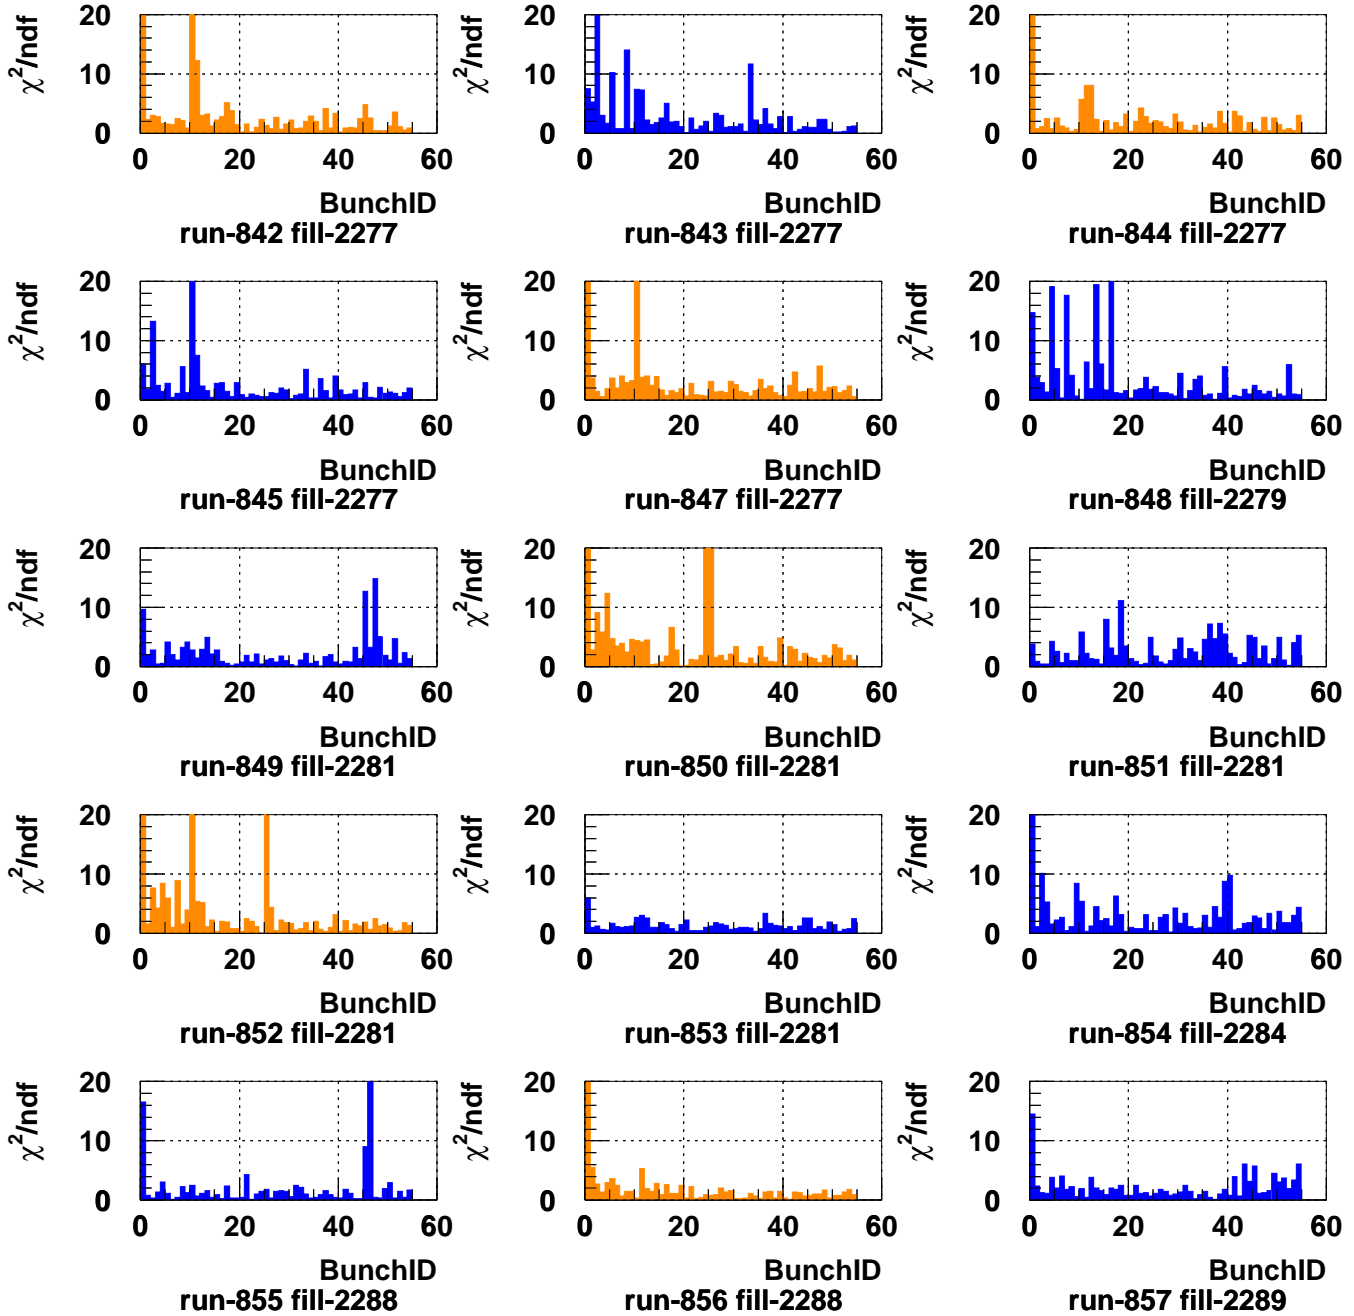 χ²/ndf 20 10 0 0 20 40 60 BunchID run-842 fill-2277
χ²/ndf 20 10 0 0 20 40 60 BunchID run-843 fill-2277
χ²/ndf 20 10 0 0 20 40 60 BunchID run-844 fill-2277
χ²/ndf 20 10 0 0 20 40 60 BunchID run-845 fill-2277
χ²/ndf 20 10 0 0 20 40 60 BunchID run-847 fill-2277
χ²/ndf 20 10 0 0 20 40 60 BunchID run-848 fill-2279
χ²/ndf 20 10 0 0 20 40 60 BunchID run-849 fill-2281
χ²/ndf 20 10 0 0 20 40 60 BunchID run-850 fill-2281
χ²/ndf 20 10 0 0 20 40 60 BunchID run-851 fill-2281
χ²/ndf 20 10 0 0 20 40 60 BunchID run-852 fill-2281
χ²/ndf 20 10 0 0 20 40 60 BunchID run-853 fill-2281
χ²/ndf 20 10 0 0 20 40 60 BunchID run-854 fill-2284
χ²/ndf 20 10 0 0 20 40 60 BunchID run-855 fill-2288
χ²/ndf 20 10 0 0 20 40 60 BunchID run-856 fill-2288
χ²/ndf 20 10 0 0 20 40 60 BunchID run-857 fill-2289